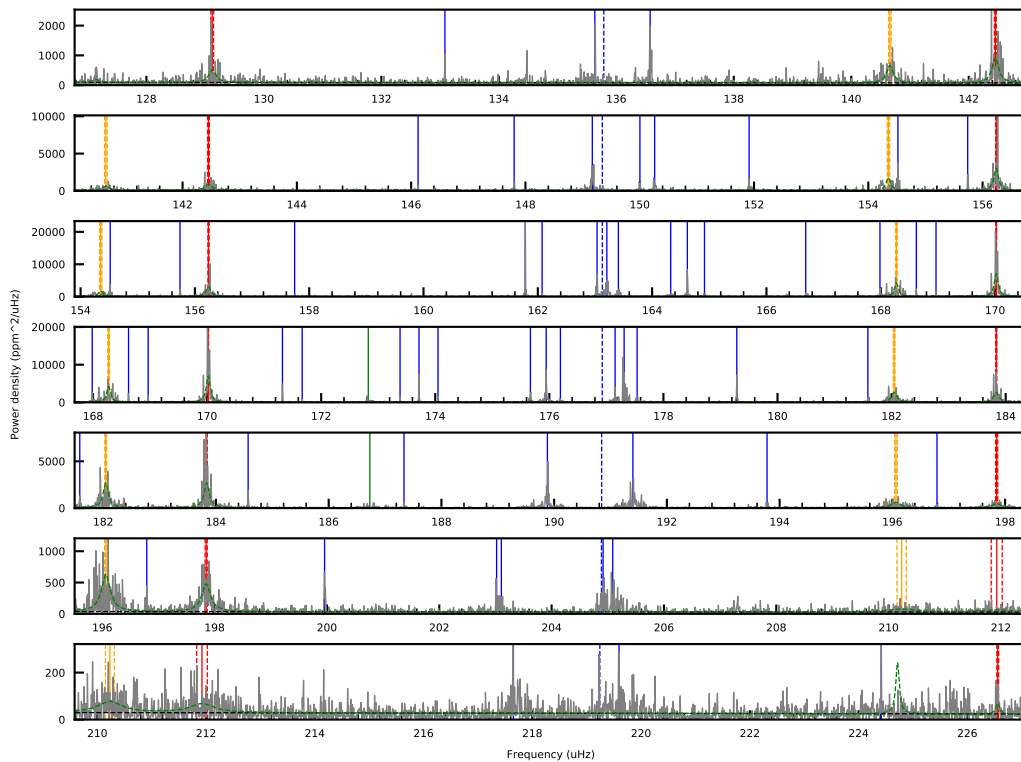 2000
1000
0
128 130 132 134 136 138 140 142
10000
5000
0
142 144 146 148 150 152 154 156
20000
10000
0
154 156 158 160 162 164 166 168 170
Power density (ppm^2/uHz)
20000
10000
0
168 170 172 174 176 178 180 182 184
5000
0
182 184 186 188 190 192 194 196 198
1000
500
0
196 198 200 202 204 206 208 210 212
200
0
210 212 214 216 218 220 222 224 226
Frequency (uHz)